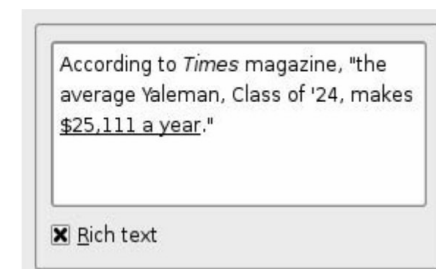 According to Times magazine, "the
average Yaleman, Class of '24, makes
$25,111 a year."
Rich text